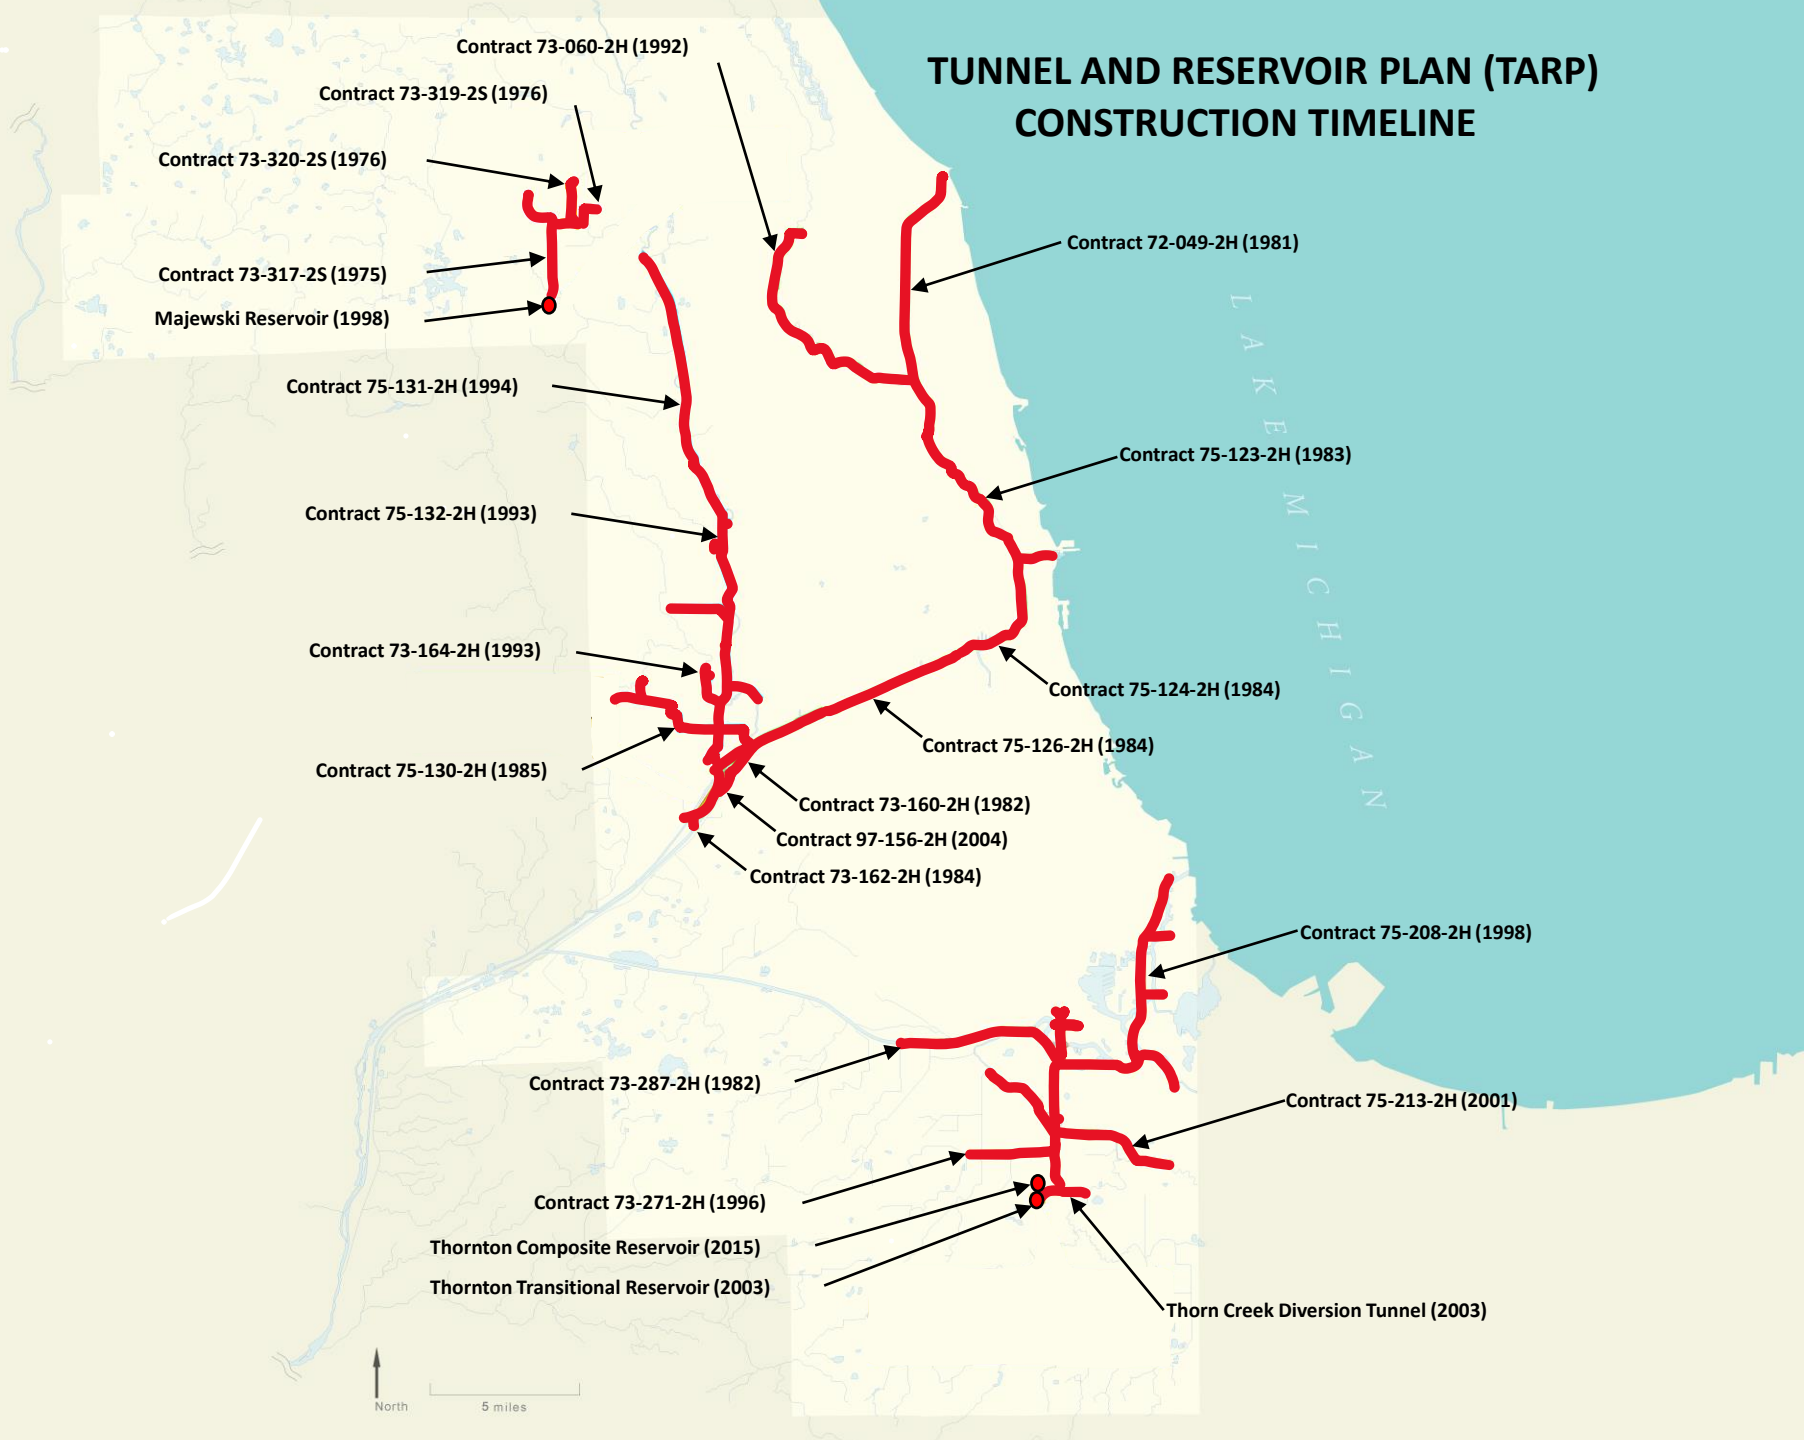 TUNNEL AND RESERVOIR PLAN (TARP)
CONSTRUCTION TIMELINE
Contract 73-060-2H (1992)
Contract 73-319-2S (1976)
Contract 73-320-2S (1976)
Contract 73-317-2S (1975)
Majewski Reservoir (1998)
Contract 72-049-2H (1981)
Contract 75-131-2H (1994)
Contract 75-123-2H (1983)
Contract 75-132-2H (1993)
LAKE MICHIGAN
Contract 73-164-2H (1993)
Contract 75-124-2H (1984)
Contract 75-126-2H (1984)
Contract 75-130-2H (1985)
Contract 73-160-2H (1982)
Contract 97-156-2H (2004)
Contract 73-162-2H (1984)
Contract 75-208-2H (1998)
Contract 73-287-2H (1982)
Contract 75-213-2H (2001)
Contract 73-271-2H (1996)
Thornton Composite Reservoir (2015)
Thornton Transitional Reservoir (2003)
Thorn Creek Diversion Tunnel (2003)
North
5 miles